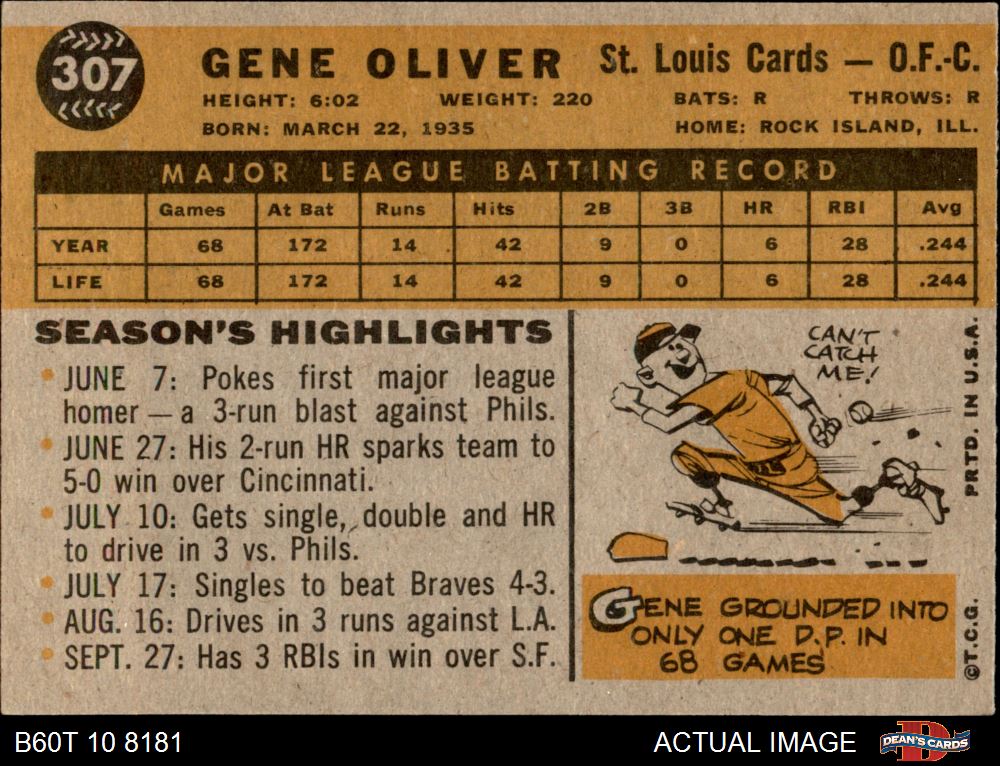 307
GENE OLIVER St. Louis Cards — O.F.-C.
HEIGHT: 6:02 WEIGHT: 220 BATS: R THROWS: R
BORN: MARCH 22, 1935 HOME: ROCK ISLAND, ILL.
MAJOR LEAGUE BATTING RECORD
Games At Bat Runs Hits 2B 3B HR RBI Avg
YEAR 68 172 14 42 9 0 6 28 .244
LIFE 68 172 14 42 9 0 6 28 .244
SEASON'S HIGHLIGHTS
• JUNE 7: Pokes first major league
homer — a 3-run blast against Phils.
• JUNE 27: His 2-run HR sparks team to
5-0 win over Cincinnati.
• JULY 10: Gets single, double and HR
to drive in 3 vs. Phils.
• JULY 17: Singles to beat Braves 4-3.
• AUG. 16: Drives in 3 runs against L.A.
• SEPT. 27: Has 3 RBIs in win over S.F.
CAN'T
CATCH
ME!
GENE GROUNDED INTO
ONLY ONE D.P. IN
68 GAMES
PRTD. IN U.S.A.
©T.C.G.
B60T 10 8181
ACTUAL IMAGE
DEAN'S CARDS